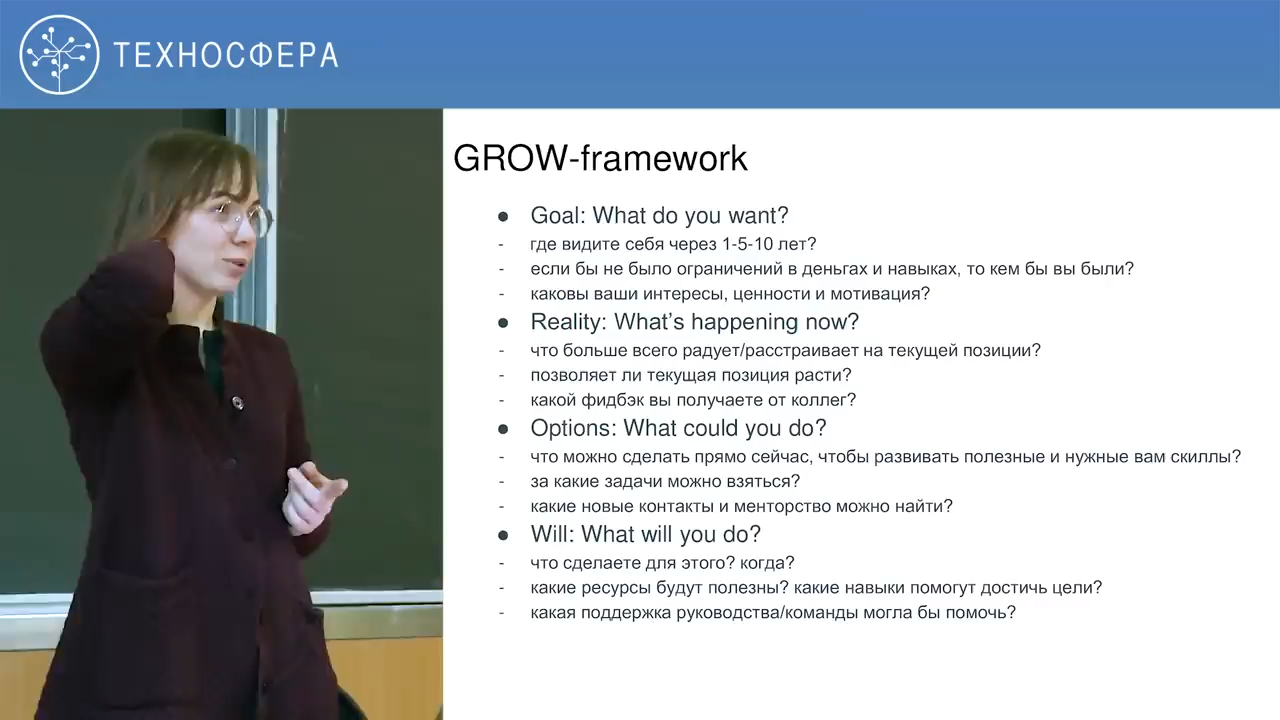 ТЕХНОСФЕРА
GROW-framework
● Goal: What do you want?
- где видите себя через 1-5-10 лет?
- если бы не было ограничений в деньгах и навыках, то кем бы вы были?
- каковы ваши интересы, ценности и мотивация?
● Reality: What's happening now?
- что больше всего радует/расстраивает на текущей позиции?
- позволяет ли текущая позиция расти?
- какой фидбэк вы получаете от коллег?
● Options: What could you do?
- что можно сделать прямо сейчас, чтобы развивать полезные и нужные вам скиллы?
- за какие задачи можно взяться?
- какие новые контакты и менторство можно найти?
● Will: What will you do?
- что сделаете для этого? когда?
- какие ресурсы будут полезны? какие навыки помогут достичь цели?
- какая поддержка руководства/команды могла бы помочь?